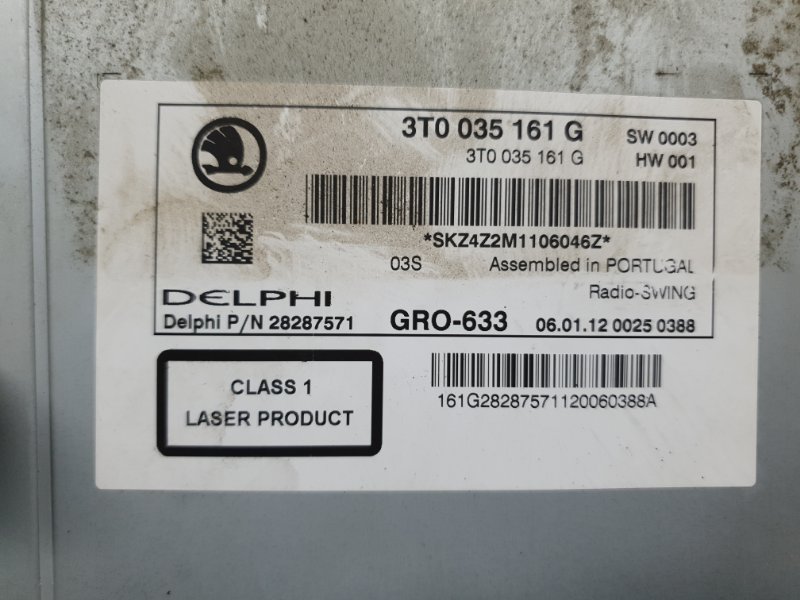 3T0 035 161 G SW 0003
3T0 035 161 G HW 001
*SKZ4Z2M1106046Z*
03S Assembled in PORTUGAL
Radio-SWING
DELPHI
Delphi P/N 28287571 GRO-633 06.01.12 0025 0388
CLASS 1
LASER PRODUCT
161G28287571120060388A